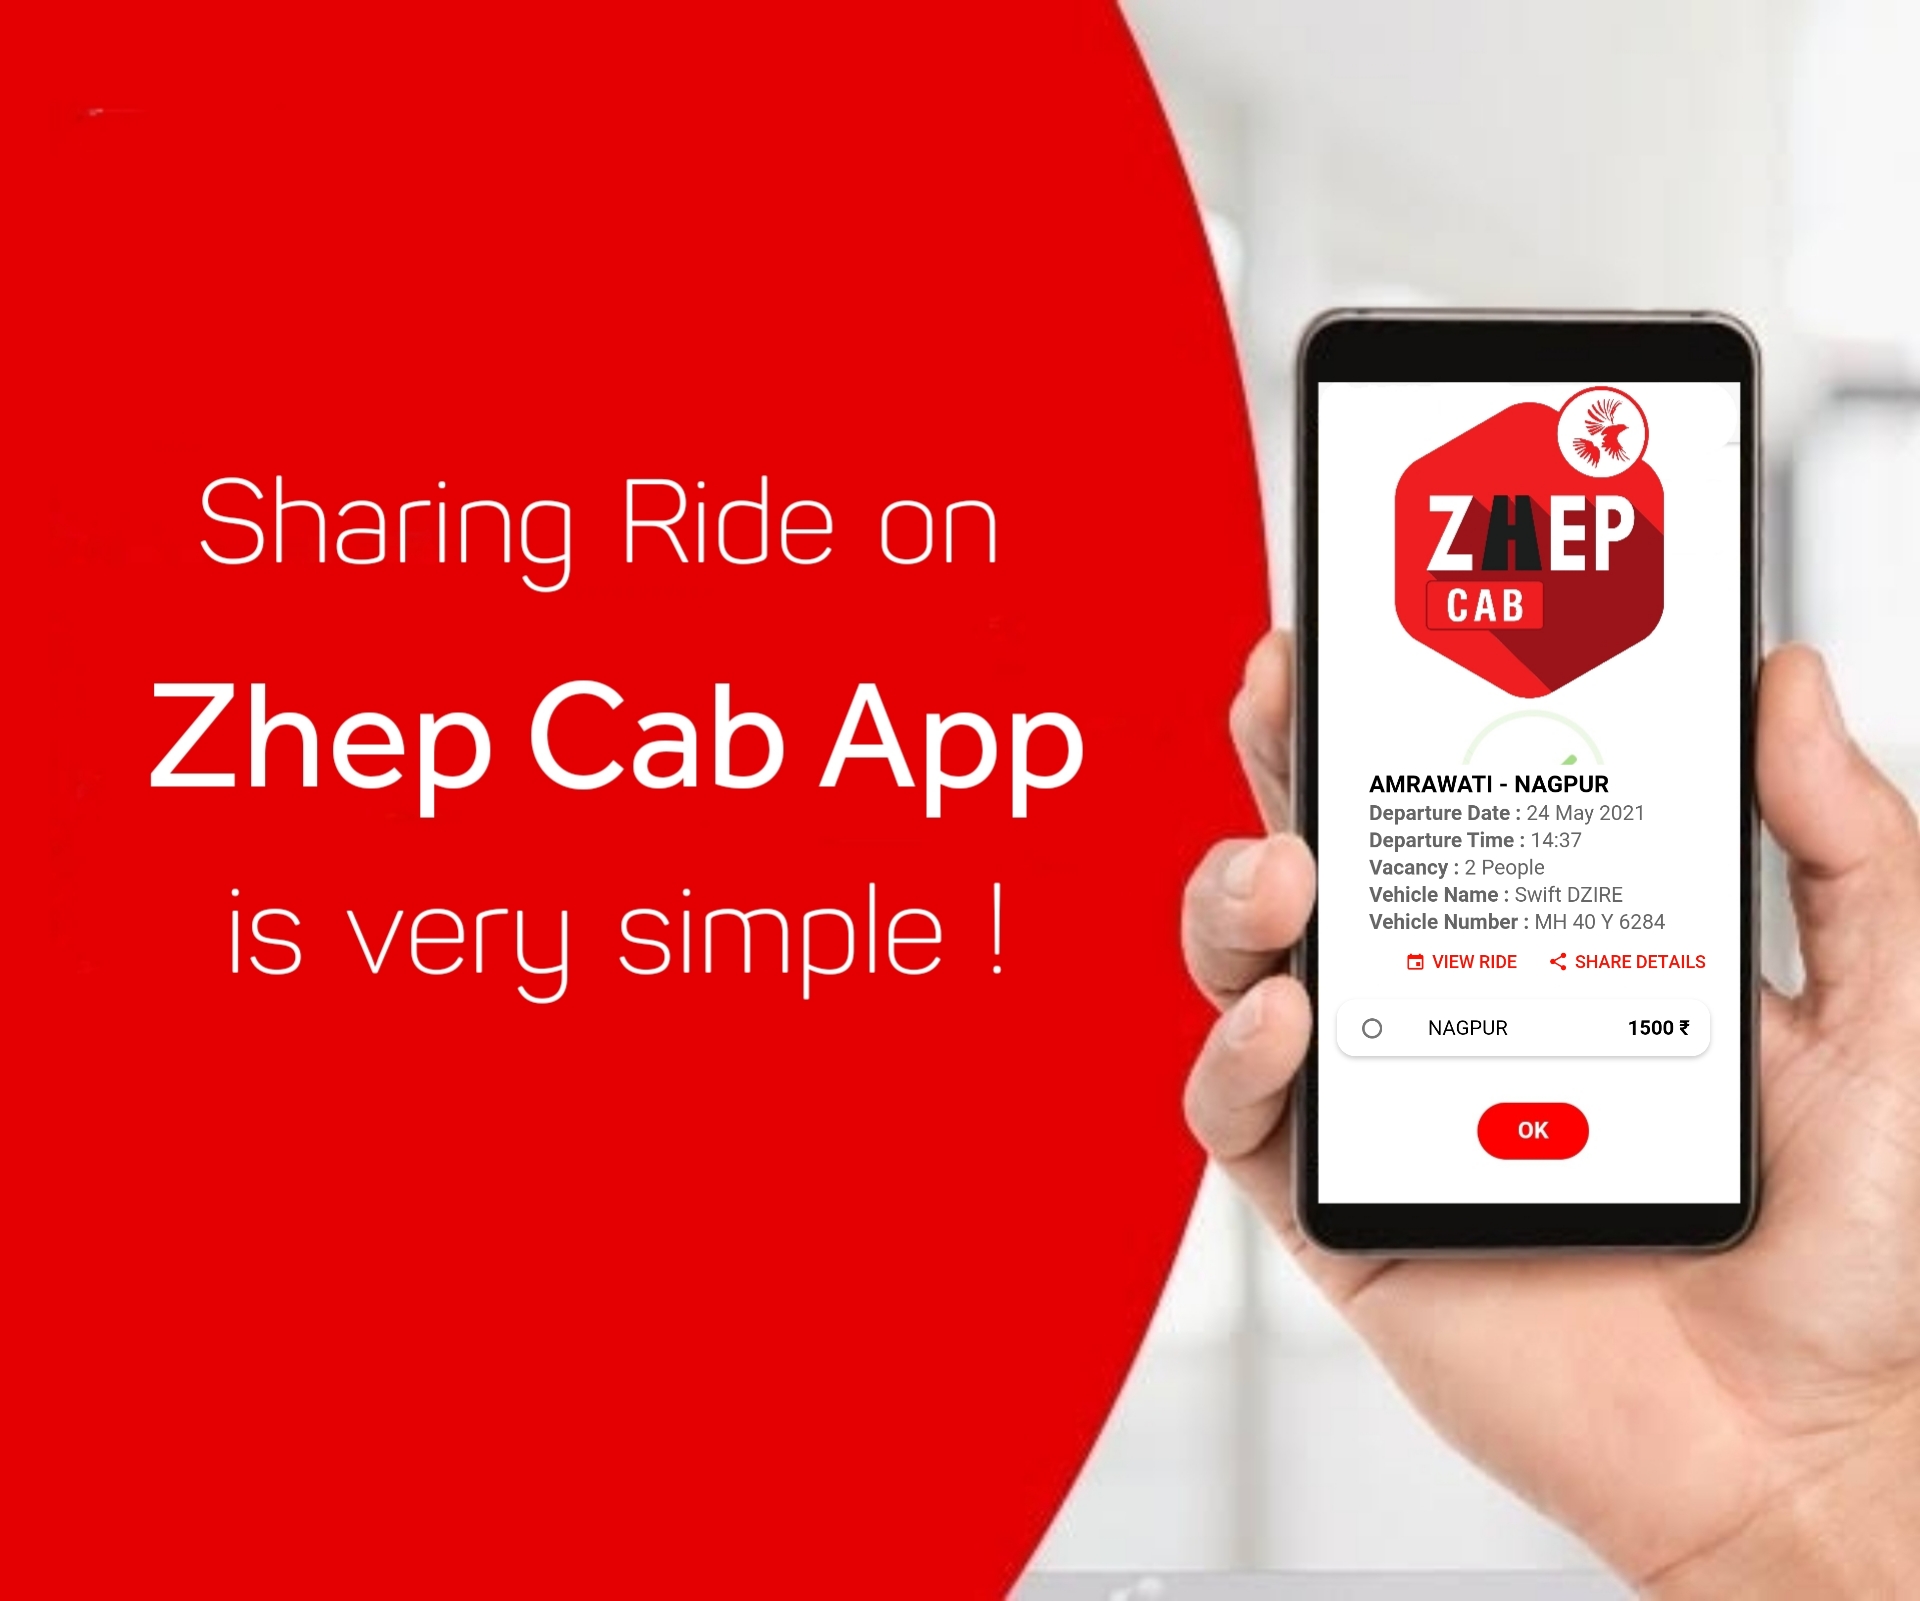 Sharing Ride on
Zhep Cab App
is very simple !
ZHEP
CAB
AMRAWATI - NAGPUR
Departure Date : 24 May 2021
Departure Time : 14:37
Vacancy : 2 People
Vehicle Name : Swift DZIRE
Vehicle Number : MH 40 Y 6284
VIEW RIDE SHARE DETAILS
NAGPUR 1500 ₹
OK